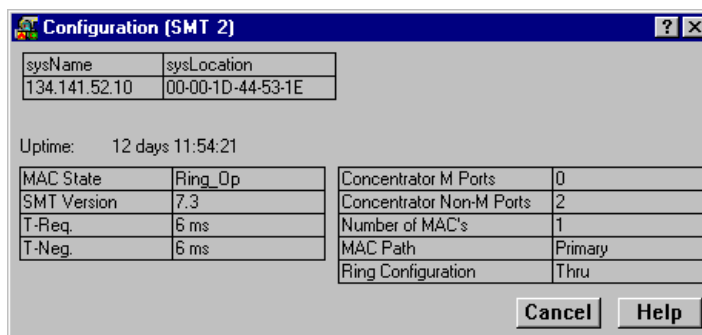 Configuration (SMT 2)
sysName sysLocation
134.141.52.10 00-00-1D-44-53-1E
Uptime: 12 days 11:54:21
MAC State Ring_Op Concentrator M Ports 0
SMT Version 7.3 Concentrator Non-M Ports 2
T-Req. 6 ms Number of MAC's 1
T-Neg. 6 ms MAC Path Primary
Ring Configuration Thru
Cancel Help